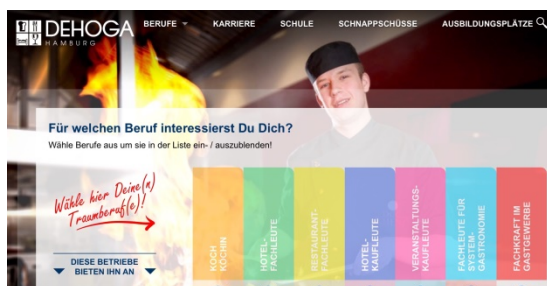 DEHOGA
HAMBURG
BERUFE KARRIERE SCHULE SCHNAPPSCHÜSSE AUSBILDUNGSPLÄTZE
Für welchen Beruf interessierst Du Dich?
Wähle Berufe aus um sie in der Liste ein- / auszublenden!
Wähle hier Deine(n)
Traumberuf(e)!
DIESE BETRIEBE
BIETEN IHN AN
KOCH
KÖCHIN
HOTEL-
FACHLEUTE
RESTAURANT-
FACHLEUTE
HOTEL-
KAUFLEUTE
VERANSTALTUNGS-
KAUFLEUTE
FACHLEUTE FÜR
SYSTEM-
GASTRONOMIE
FACHKRAFT IM
GASTGEWERBE